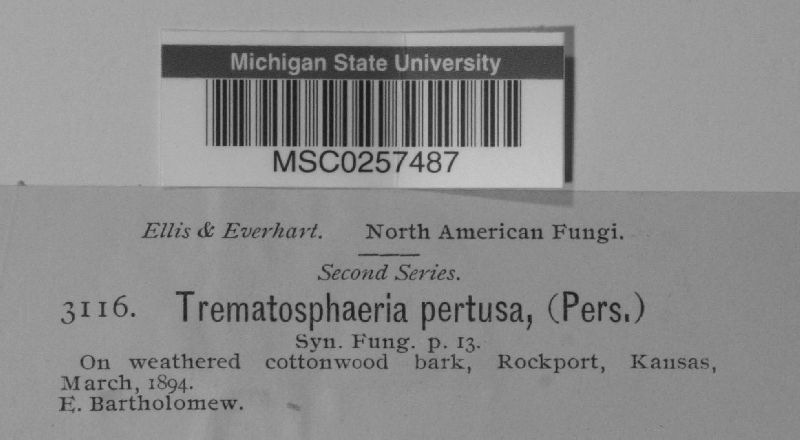 Michigan State University
MSC0257487
Ellis & Everhart. North American Fungi.
Second Series.
3116. Trematosphaeria pertusa, (Pers.)
Syn. Fung. p. 13.
On weathered cottonwood bark, Rockport, Kansas,
March, 1894.
E. Bartholomew.